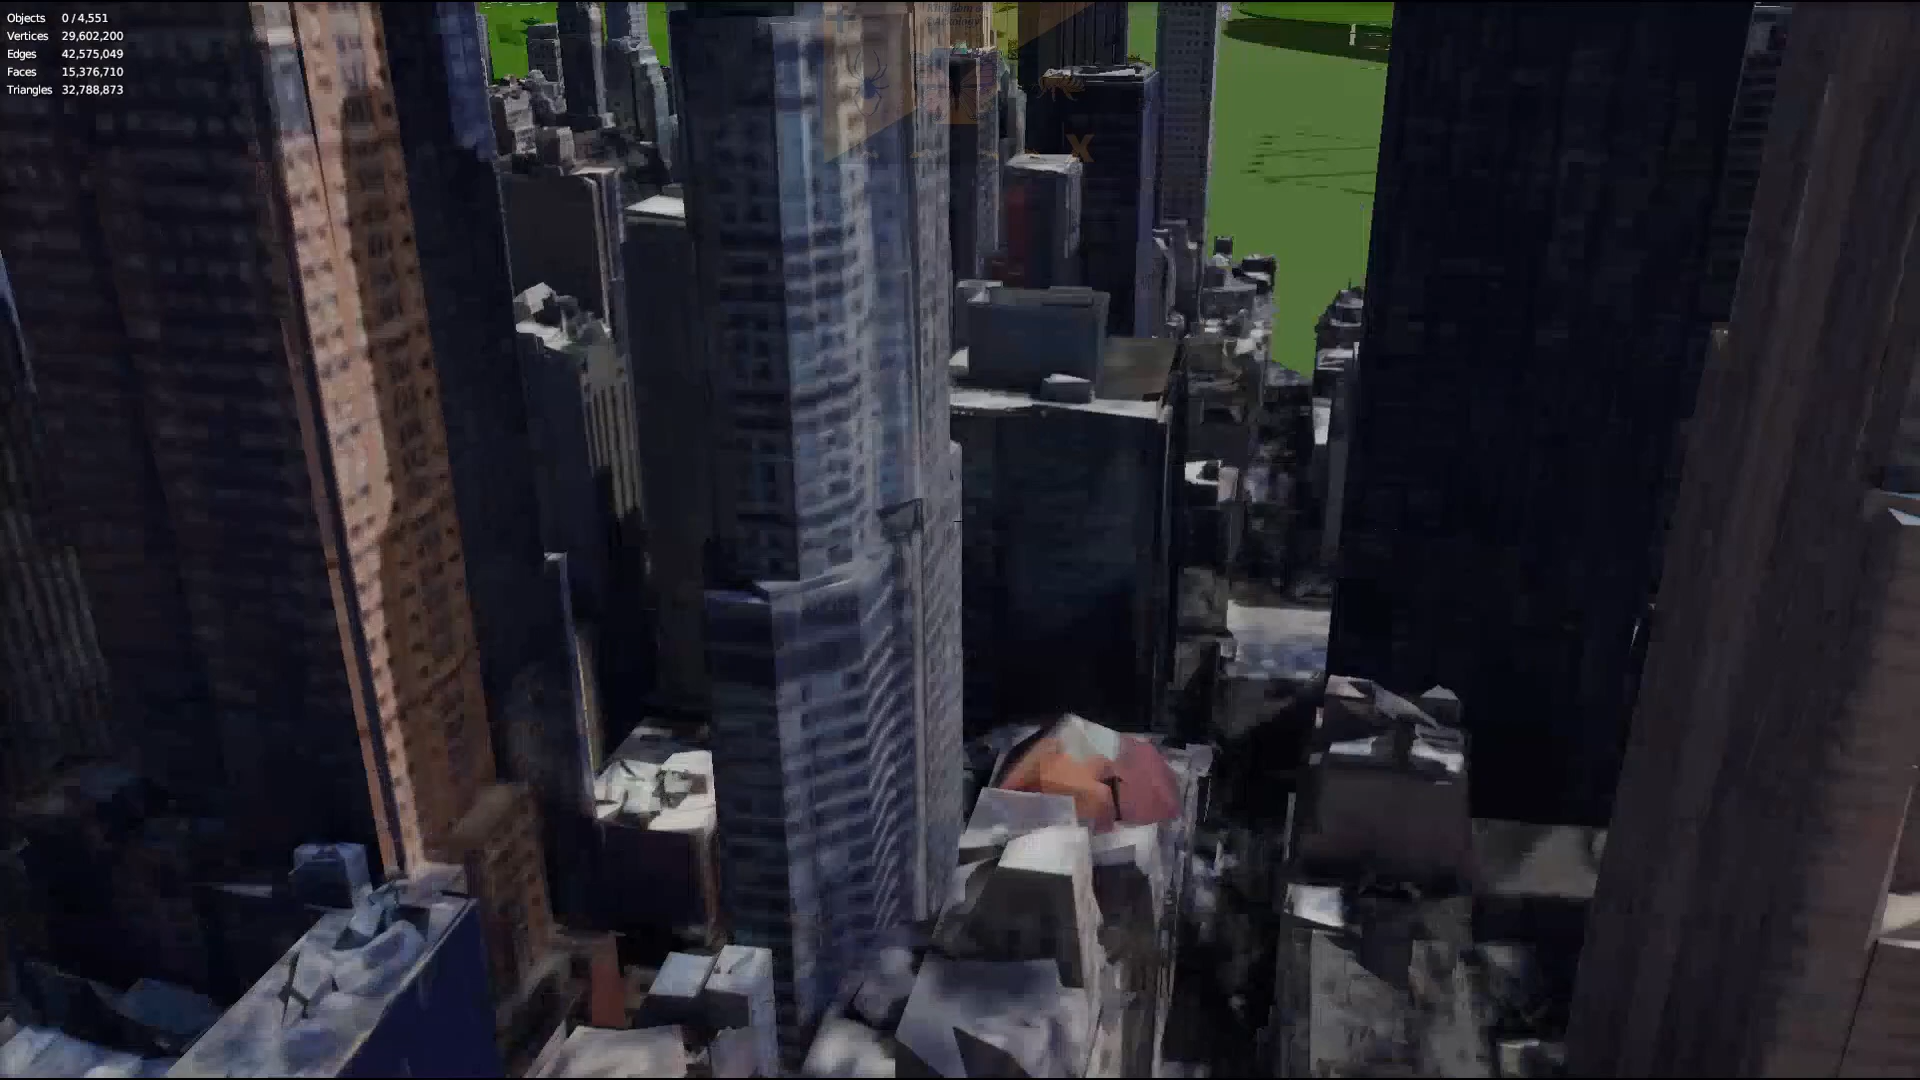 Objects 0 / 4,551
Vertices 29,602,200
Edges 42,575,049
Faces 15,376,710
Triangles 32,788,873
X